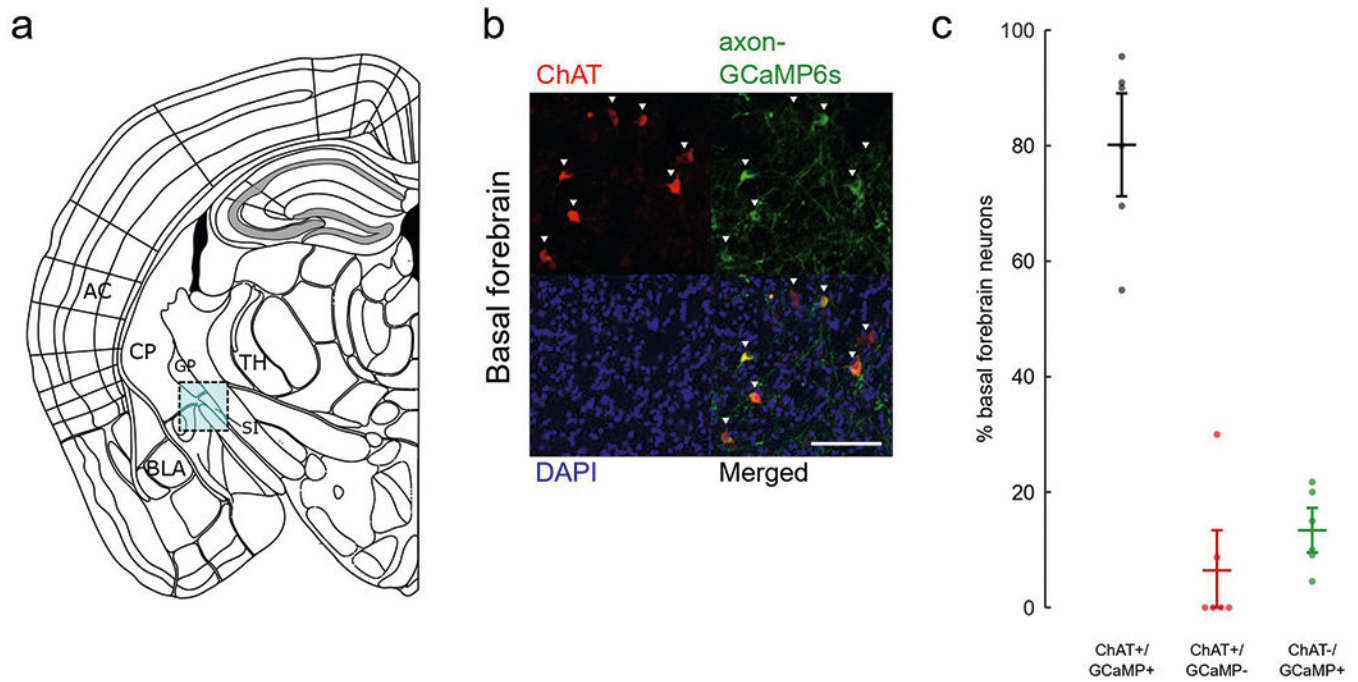 a
AC
CP
GP
TH
SI
BLA
b
ChAT
axon-
GCaMP6s
Basal forebrain
DAPI
Merged
c
% basal forebrain neurons
100
80
60
40
20
0
ChAT+/
GCaMP+
ChAT+/
GCaMP-
ChAT-/
GCaMP+